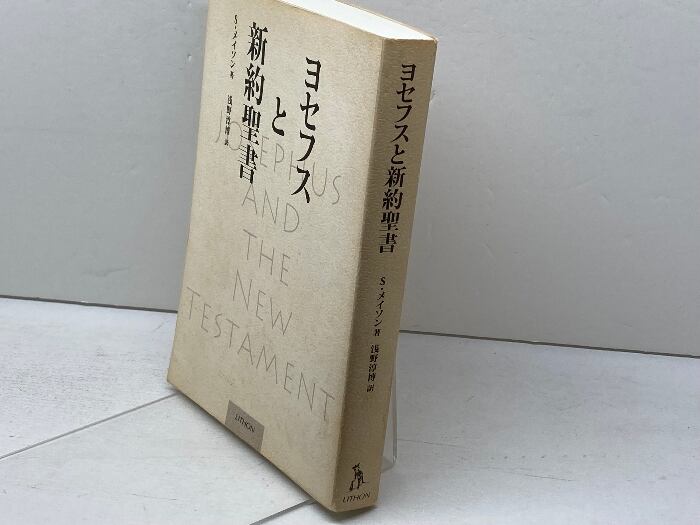 ヨセフス
と
新約聖書
S・メイソン 著
浅野淳博 訳
JOSEPHUS
AND
THE
NEW
TESTAMENT
LITHON
ヨセフスと新約聖書
S・メイソン 著
浅野淳博 訳
LITHON